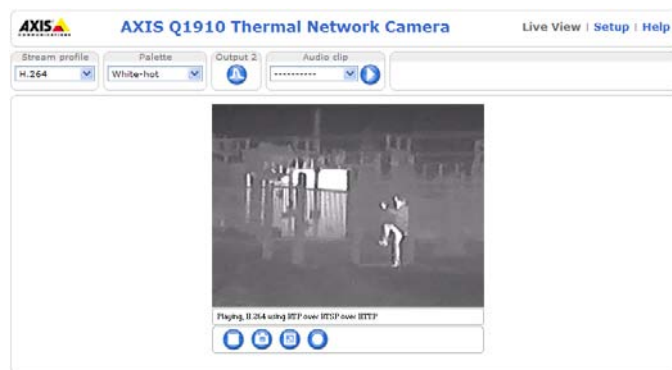 AXIS
COMMUNICATIONS
AXIS Q1910 Thermal Network Camera
Live View | Setup | Help
Stream profile
Palette
Output 2
Audio clip
H.264
White-hot
----------
Playing, H.264 using RTP over RTSP over HTTP